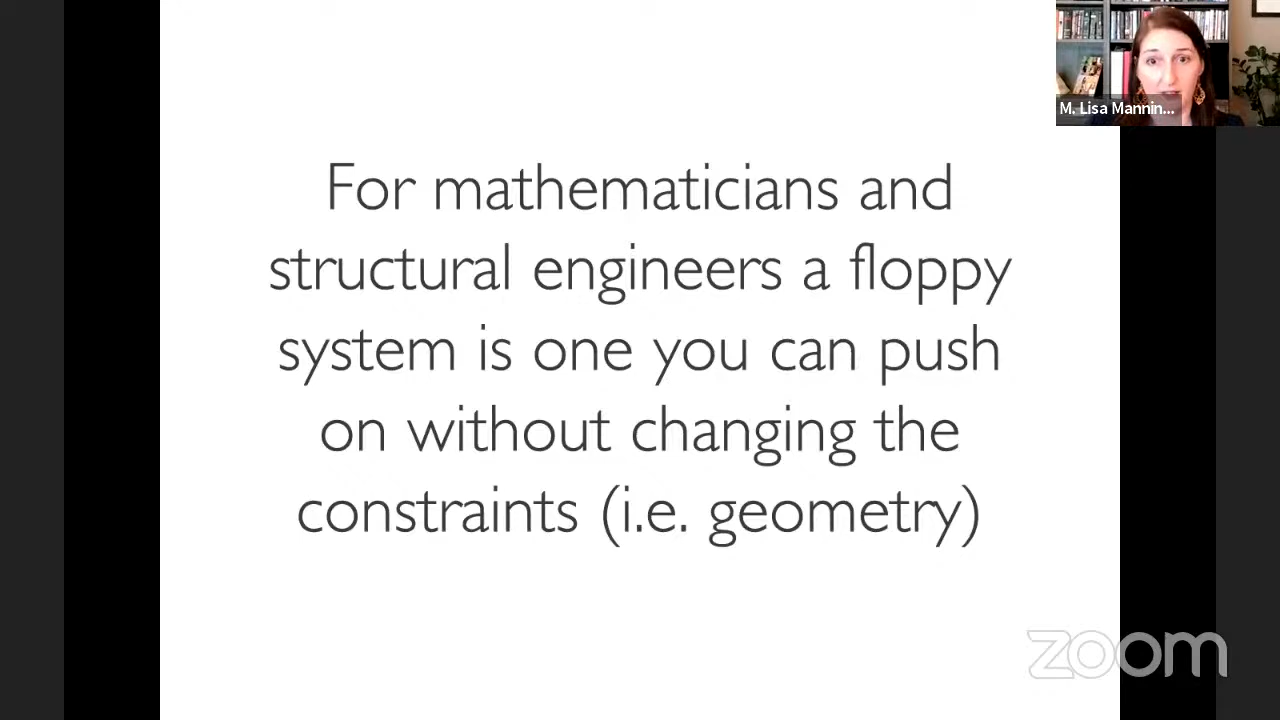 M. Lisa Mannin...
For mathematicians and
structural engineers a floppy
system is one you can push
on without changing the
constraints (i.e. geometry)
zoom